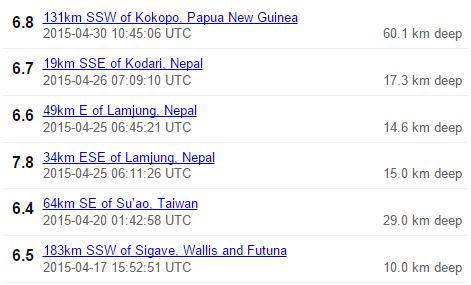 6.8 131km SSW of Kokopo, Papua New Guinea
2015-04-30 10:45:06 UTC 60.1 km deep
6.7 19km SSE of Kodari, Nepal
2015-04-26 07:09:10 UTC 17.3 km deep
6.6 49km E of Lamjung, Nepal
2015-04-25 06:45:21 UTC 14.6 km deep
7.8 34km ESE of Lamjung, Nepal
2015-04-25 06:11:26 UTC 15.0 km deep
6.4 64km SE of Su'ao, Taiwan
2015-04-20 01:42:58 UTC 29.0 km deep
6.5 183km SSW of Sigave, Wallis and Futuna
2015-04-17 15:52:51 UTC 10.0 km deep